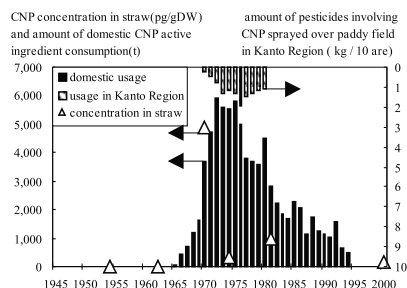 CNP concentration in straw(pg/gDW)
and amount of domestic CNP active
ingredient consumption(t)
amount of pesticides involving
CNP sprayed over paddy field
in Kanto Region ( kg / 10 are)
7,000
6,000
5,000
4,000
3,000
2,000
1,000
0
domestic usage
usage in Kanto Region
concentration in straw
0
1
2
3
4
5
6
7
8
9
10
1945 1950 1955 1960 1965 1970 1975 1980 1985 1990 1995 2000